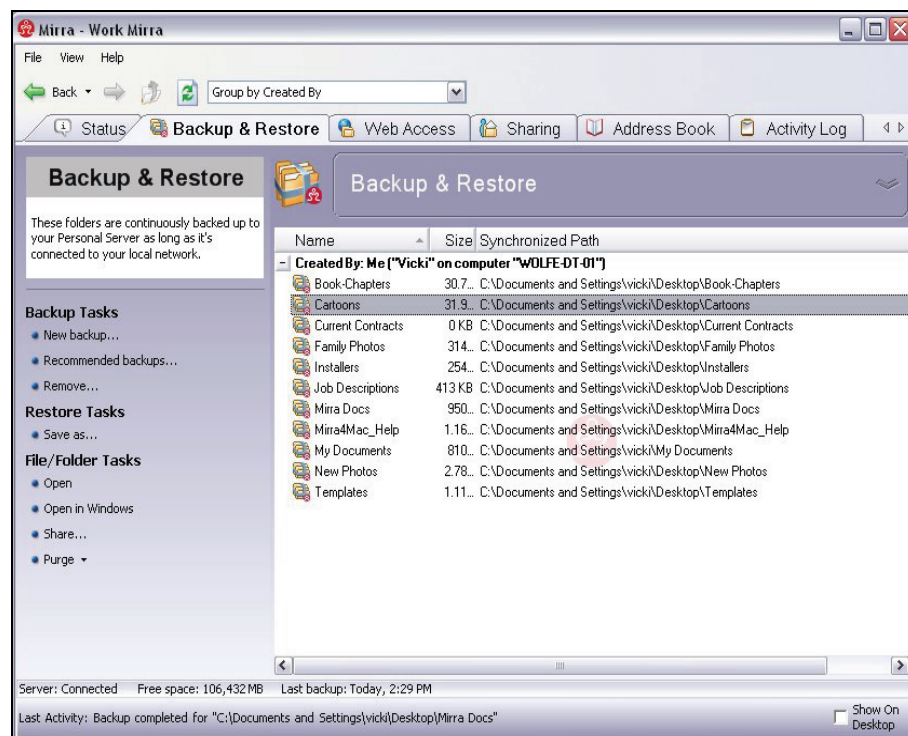 Mirra - Work Mirra
File View Help
Back Group by Created By
Status Backup & Restore Web Access Sharing Address Book Activity Log
Backup & Restore
These folders are continuously backed up to
your Personal Server as long as it's
connected to your local network.
Backup Tasks
New backup...
Recommended backups...
Remove...
Restore Tasks
Save as...
File/Folder Tasks
Open
Open in Windows
Share...
Purge
Backup & Restore
Name Size Synchronized Path
Created By: Me ("Vicki" on computer "WOLFE-DT-01")
Book-Chapters 30.7... C:\Documents and Settings\vicki\Desktop\Book-Chapters
Cartoons 31.9... C:\Documents and Settings\vicki\Desktop\Cartoons
Current Contracts 0 KB C:\Documents and Settings\vicki\Desktop\Current Contracts
Family Photos 314... C:\Documents and Settings\vicki\Desktop\Family Photos
Installers 254... C:\Documents and Settings\vicki\Desktop\Installers
Job Descriptions 413 KB C:\Documents and Settings\vicki\Desktop\Job Descriptions
Mirra Docs 950... C:\Documents and Settings\vicki\Desktop\Mirra Docs
Mirra4Mac_Help 1.16... C:\Documents and Settings\vicki\Desktop\Mirra4Mac_Help
My Documents 810... C:\Documents and Settings\vicki\My Documents
New Photos 2.78... C:\Documents and Settings\vicki\Desktop\New Photos
Templates 1.11... C:\Documents and Settings\vicki\Desktop\Templates
Server: Connected Free space: 106,432 MB Last backup: Today, 2:29 PM
Last Activity: Backup completed for "C:\Documents and Settings\vicki\Desktop\Mirra Docs"
Show On
Desktop